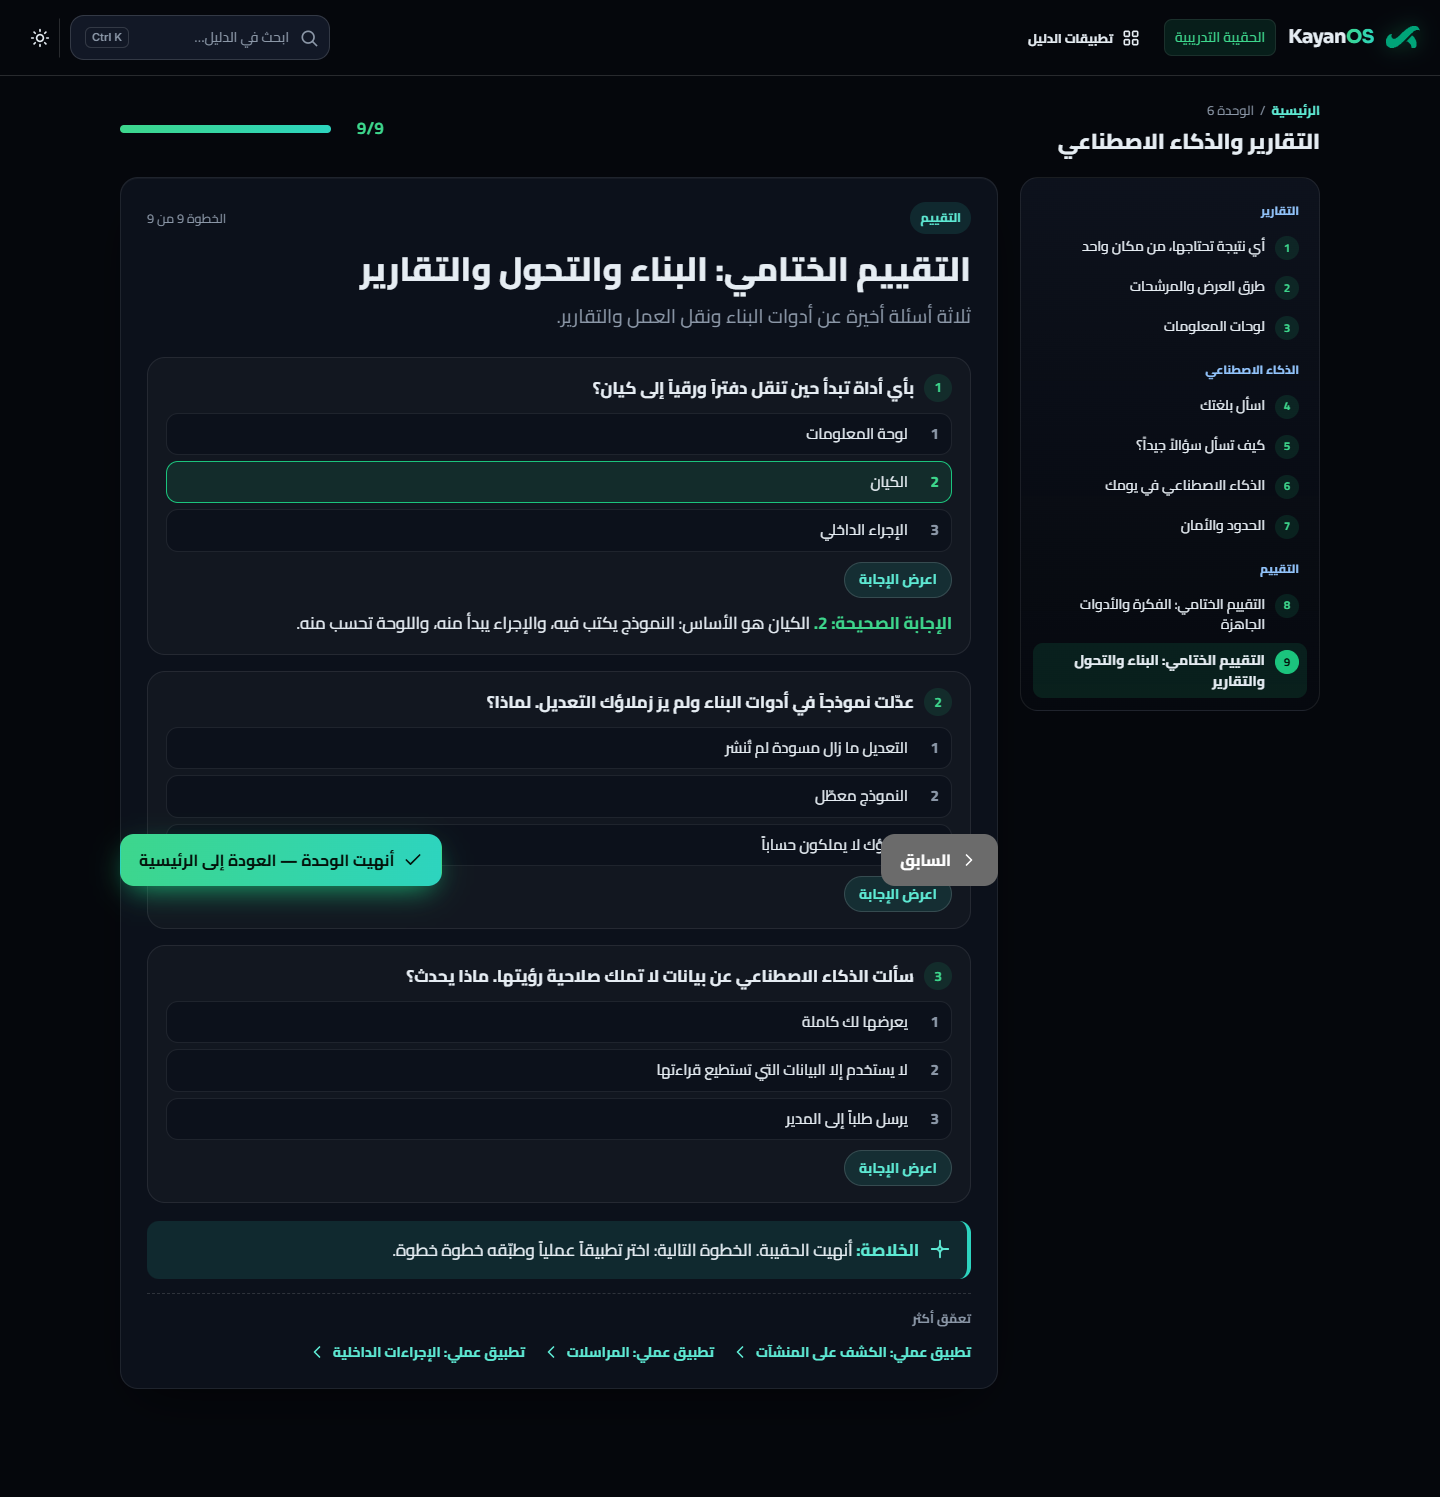 KayanOS
الحقيبة التدريبية
تطبيقات الدليل
ابحث في الدليل...
Ctrl K
الرئيسية / الوحدة 6
التقارير والذكاء الاصطناعي
9/9
التقارير
1 أي نتيجة تحتاجها، من مكان واحد
2 طرق العرض والمرشحات
3 لوحات المعلومات
الذكاء الاصطناعي
4 اسأل بلغتك
5 كيف تسأل سؤالاً جيداً؟
6 الذكاء الاصطناعي في يومك
7 الحدود والأمان
التقييم
8 التقييم الختامي: الفكرة والأدوات
الجاهزة
9 التقييم الختامي: البناء والتحول
والتقارير
التقييم
الخطوة 9 من 9
التقييم الختامي: البناء والتحول والتقارير
ثلاثة أسئلة أخيرة عن أدوات البناء ونقل العمل والتقارير.
1 بأي أداة تبدأ حين تنقل دفتراً ورقياً إلى كيان؟
1 لوحة المعلومات
2 الكيان
3 الإجراء الداخلي
اعرض الإجابة
الإجابة الصحيحة: 2. الكيان هو الأساس: النموذج يكتب فيه، والإجراء يبدأ منه، واللوحة تحسب منه.
2 عدّلت نموذجاً في أدوات البناء ولم يرَ زملاؤك التعديل. لماذا؟
1 التعديل ما زال مسودة لم تُنشر
2 النموذج معطّل
لا يملكون حساباً
السابق
أنهيت الوحدة — العودة إلى الرئيسية
اعرض الإجابة
3 سألت الذكاء الاصطناعي عن بيانات لا تملك صلاحية رؤيتها. ماذا يحدث؟
1 يعرضها لك كاملة
2 لا يستخدم إلا البيانات التي تستطيع قراءتها
3 يرسل طلباً إلى المدير
اعرض الإجابة
الخلاصة: أنهيت الحقيبة. الخطوة التالية: اختر تطبيقاً عملياً وطبّقه خطوة خطوة.
تعمّق أكثر
تطبيق عملي: الكشف على المنشآت
تطبيق عملي: المراسلات
تطبيق عملي: الإجراءات الداخلية